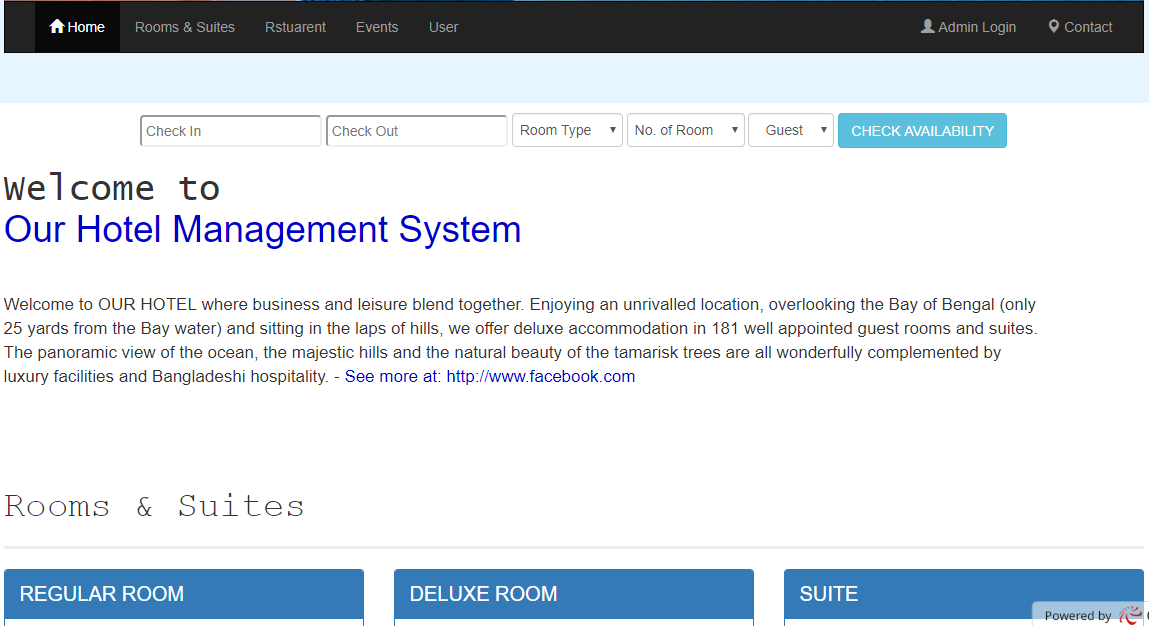 Home Rooms & Suites Rstuarent Events User Admin Login Contact
Check In Check Out Room Type No. of Room Guest CHECK AVAILABILITY
Welcome to
Our Hotel Management System
Welcome to OUR HOTEL where business and leisure blend together. Enjoying an unrivalled location, overlooking the Bay of Bengal (only
25 yards from the Bay water) and sitting in the laps of hills, we offer deluxe accommodation in 181 well appointed guest rooms and suites.
The panoramic view of the ocean, the majestic hills and the natural beauty of the tamarisk trees are all wonderfully complemented by
luxury facilities and Bangladeshi hospitality. - See more at: http://www.facebook.com
Rooms & Suites
REGULAR ROOM DELUXE ROOM SUITE
Powered by